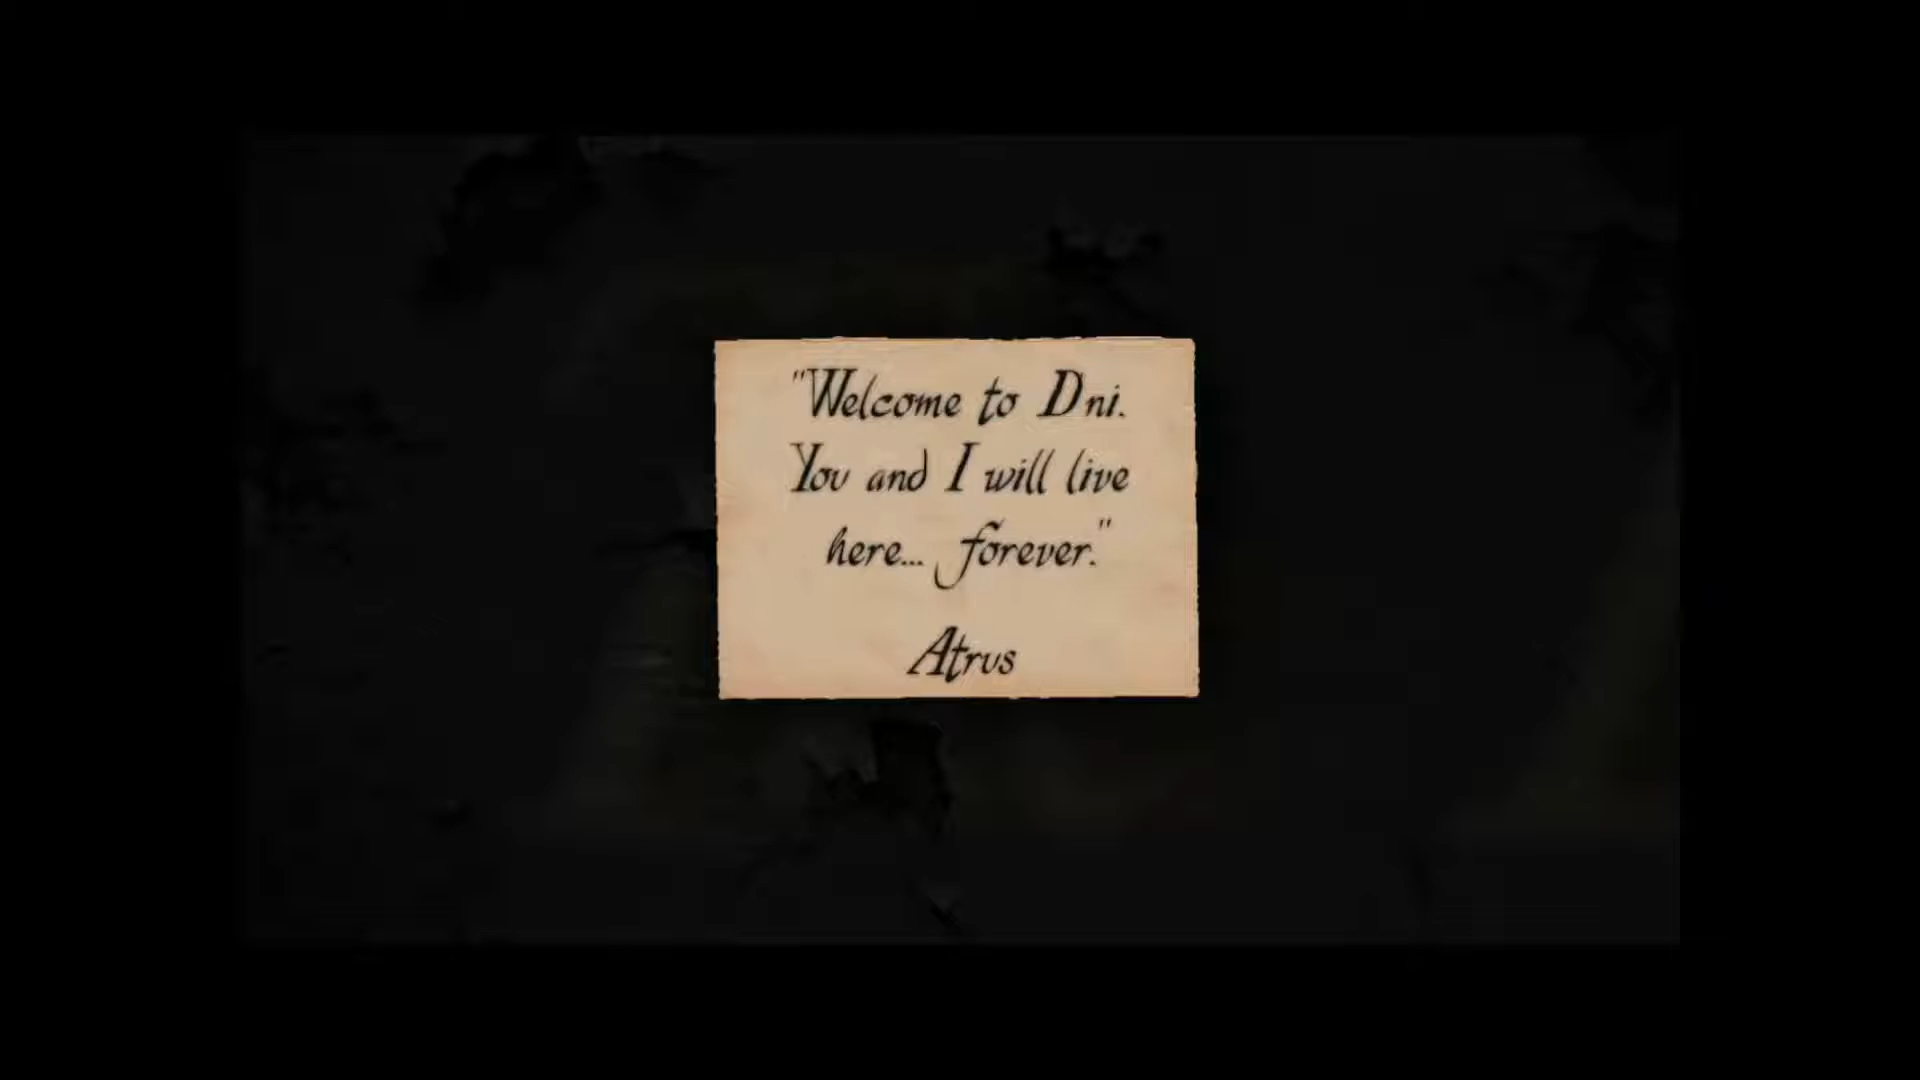 "Welcome to Dni.
You and I will live
here... forever."
Atrus